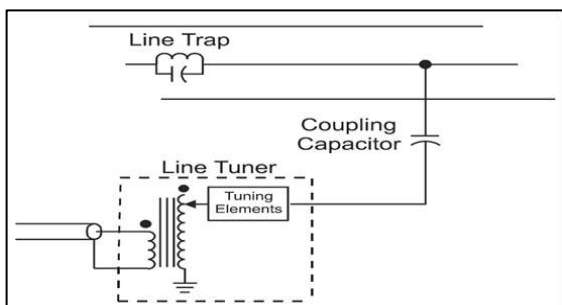 Line Trap
Coupling
Capacitor
Line Tuner
Tuning
Elements